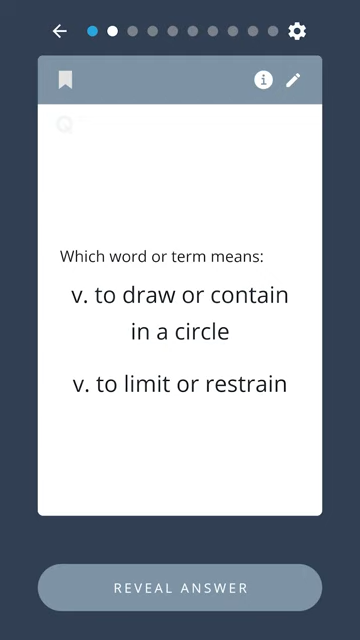 Q
Which word or term means:
v. to draw or contain
in a circle
v. to limit or restrain
REVEAL ANSWER